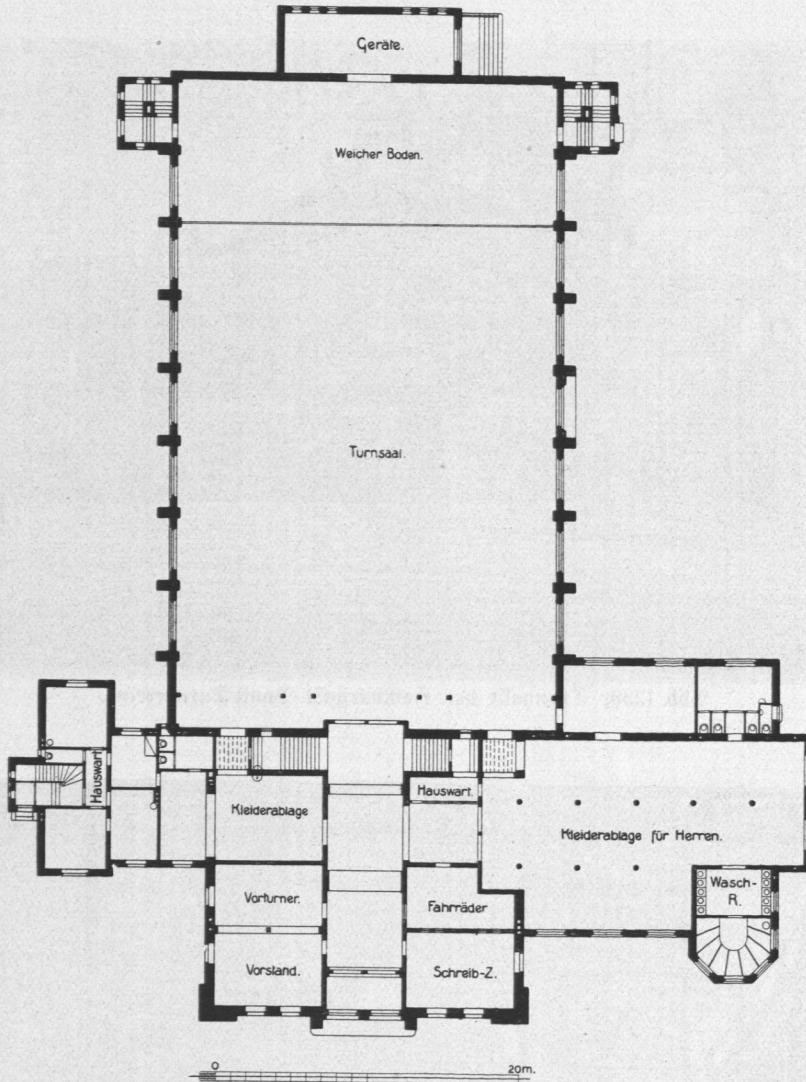 Geräte.
Weicher Boden.
Turnsaal.
Hauswart.
Kleiderablage
Hauswart.
Kleiderablage für Herren.
Vorturner.
Fahrräder
Wasch-
R.
Vorstand.
Schreib-Z.
0
20m.